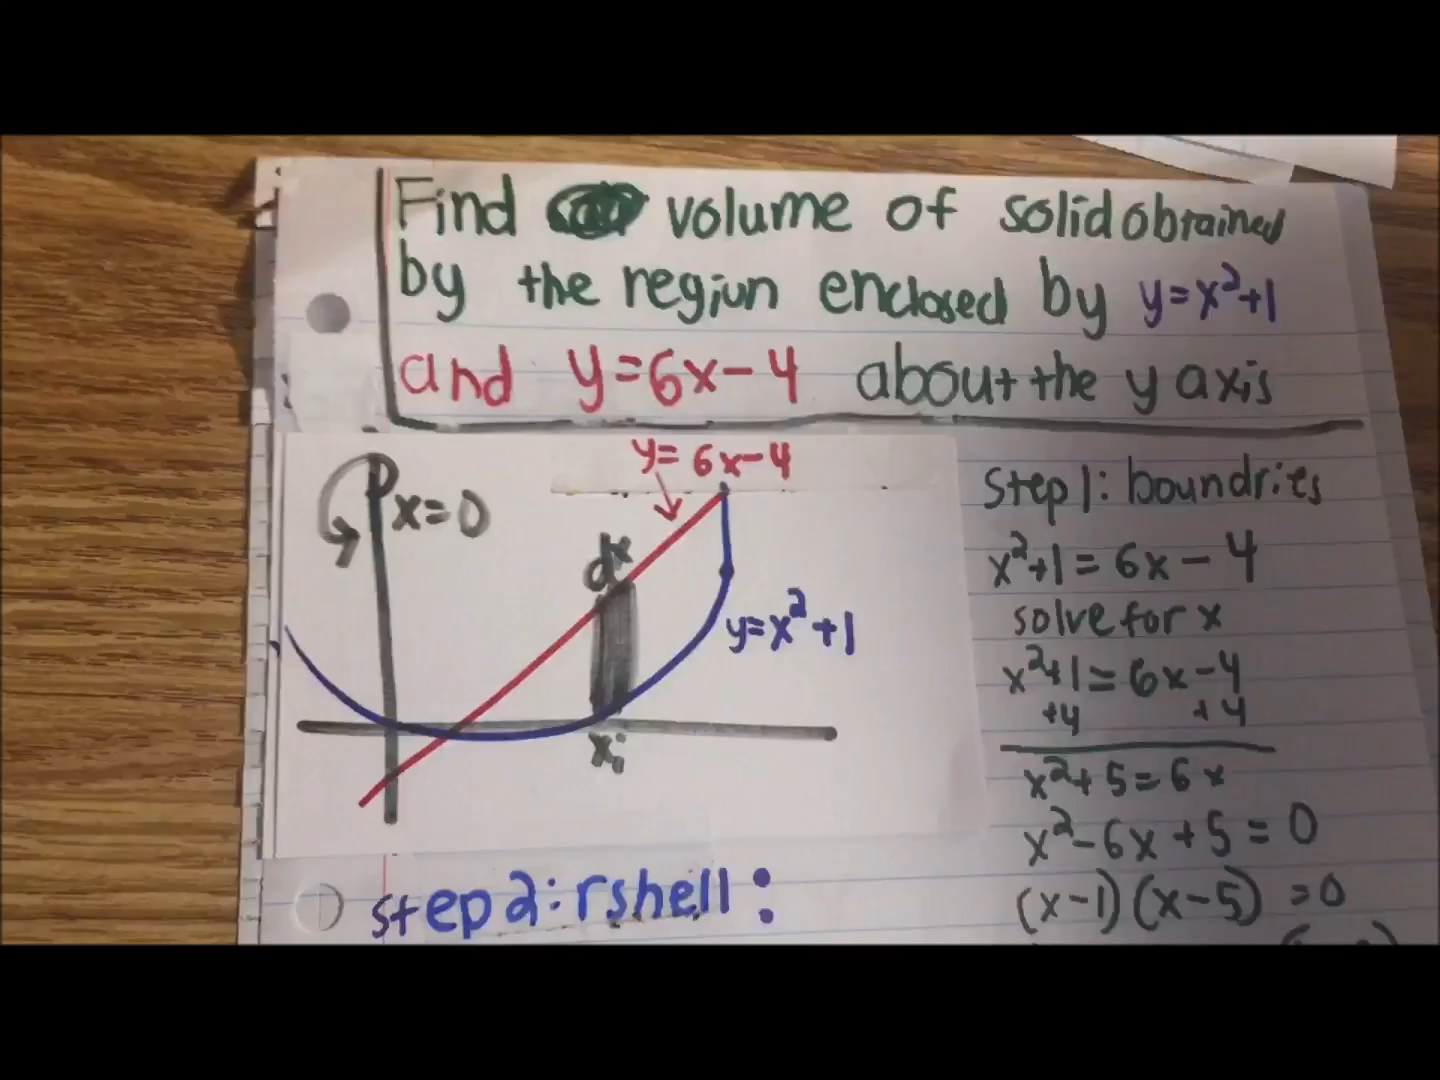 Find volume of solid obtained
by the region enclosed by y=x²+1
and y=6x-4 about the y axis
y= 6x-4
x=0
dx
y=x²+1
xi
Step 1: boundries
x²+1=6x-4
solve for x
x²+1=6x-4
+4 +4
x²+5=6x
x²-6x+5=0
(x-1)(x-5)=0
step2: rshell: